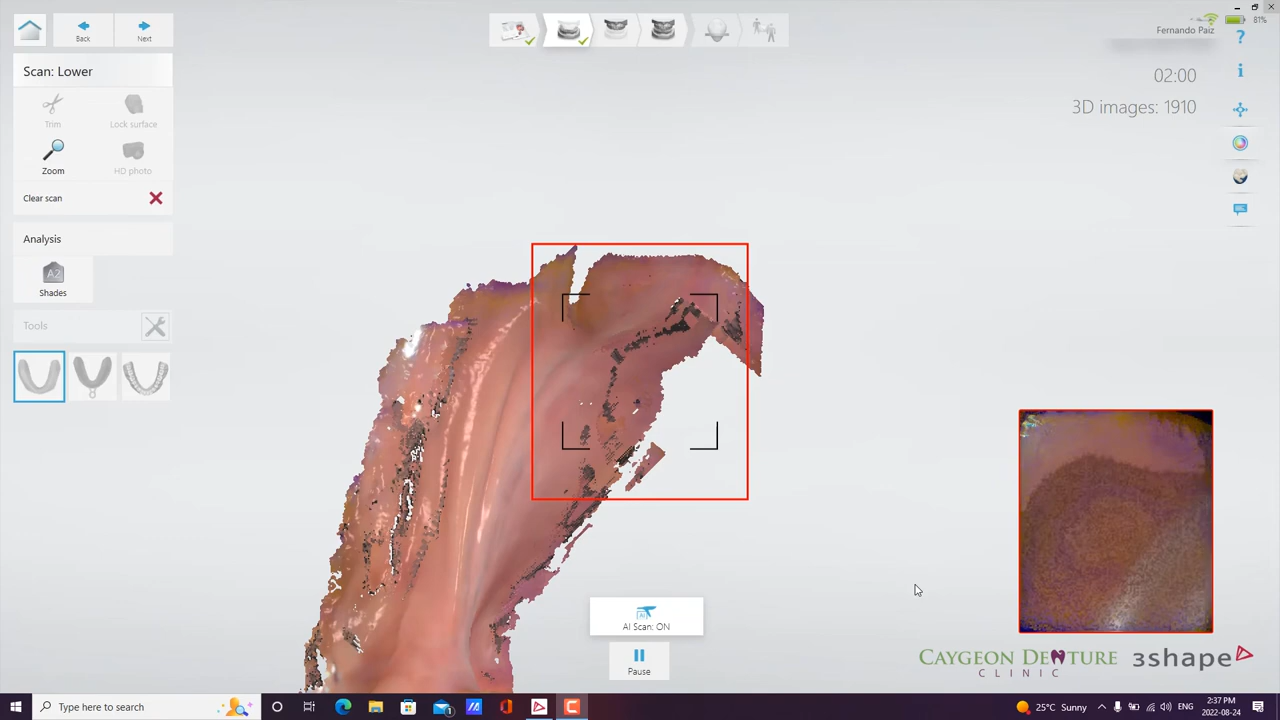 81%
Back
Next
Fernando Paiz
Scan: Lower
02:00
Trim
Lock surface
3D images: 1910
Zoom
HD photo
Clear scan
Analysis
A2
Shades
Tools
AI
AI Scan: ON
Pause
CAYGEON DENTURE
CLINIC
3shape
Type here to search
25°C Sunny
ENG
2:37 PM
2022-08-24